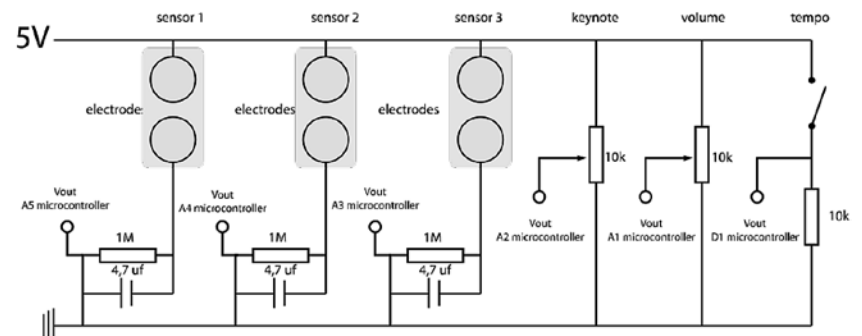 sensor 1
sensor 2
sensor 3
keynote
volume
tempo
5V
electrodes
electrodes
electrodes
10k
10k
10k
Vout
A5 microcontroller
Vout
A4 microcontroller
Vout
A3 microcontroller
Vout
A2 microcontroller
Vout
A1 microcontroller
Vout
D1 microcontroller
1M
4,7 uf
1M
4,7 uf
1M
4,7 uf